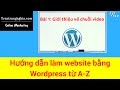 Bài 1: Giới thiệu về chuỗi video
Hướng dẫn làm website bằng
Wordpress từ A-Z